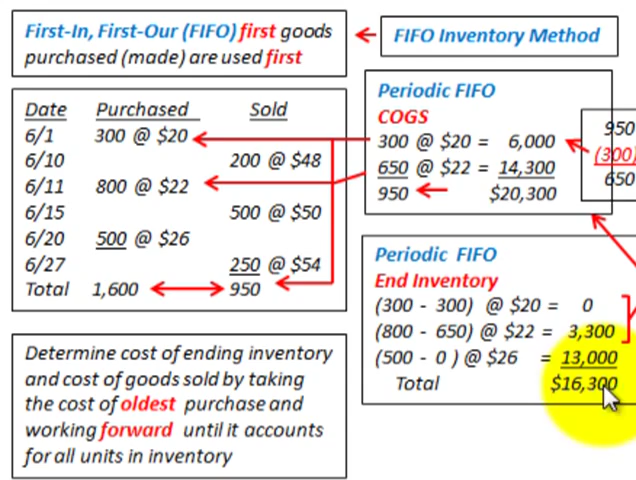 First-In, First-Our (FIFO) first goods
purchased (made) are used first
FIFO Inventory Method
Date Purchased Sold
6/1 300 @ $20
6/10 200 @ $48
6/11 800 @ $22
6/15 500 @ $50
6/20 500 @ $26
6/27 250 @ $54
Total 1,600 950
Periodic FIFO
COGS
300 @ $20 = 6,000
650 @ $22 = 14,300
950 $20,300
950
(300)
650
Periodic FIFO
End Inventory
(300 - 300) @ $20 = 0
(800 - 650) @ $22 = 3,300
(500 - 0 ) @ $26 = 13,000
Total $16,300
Determine cost of ending inventory
and cost of goods sold by taking
the cost of oldest purchase and
working forward until it accounts
for all units in inventory